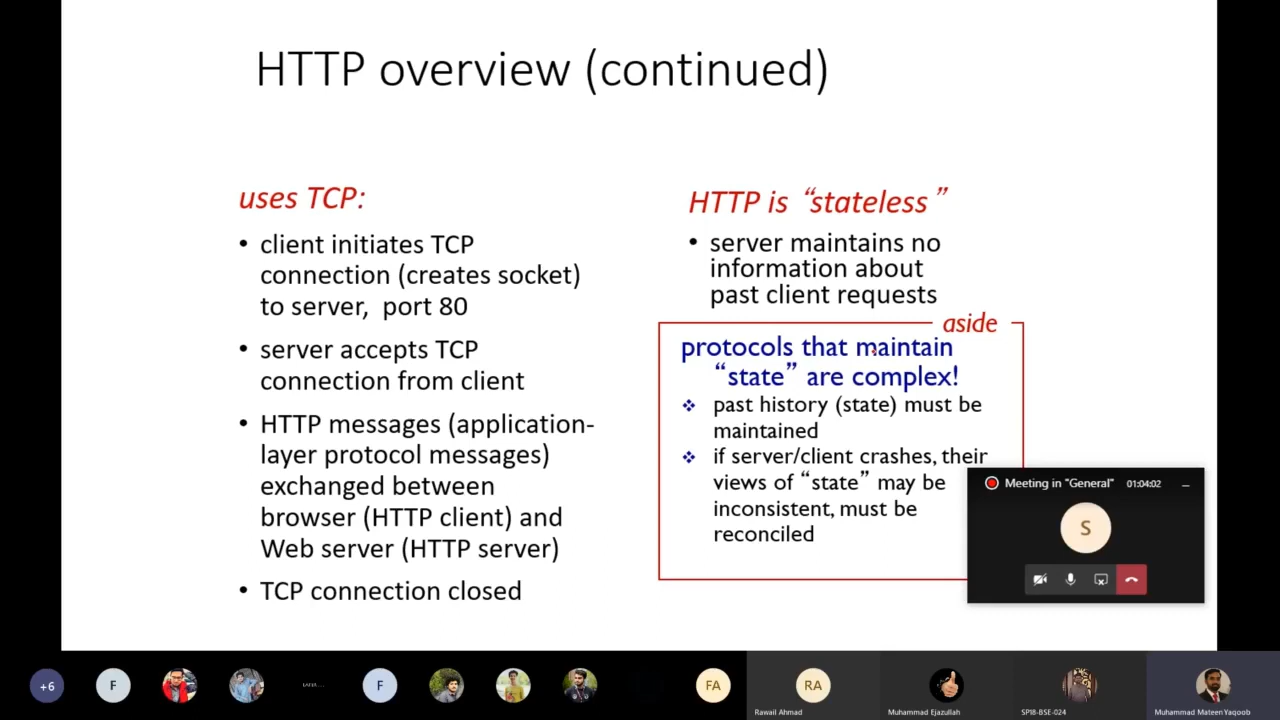 HTTP overview (continued)
uses TCP:
• client initiates TCP
connection (creates socket)
to server, port 80
• server accepts TCP
connection from client
• HTTP messages (application-
layer protocol messages)
exchanged between
browser (HTTP client) and
Web server (HTTP server)
• TCP connection closed
HTTP is “stateless”
• server maintains no
information about
past client requests
aside
protocols that maintain
“state” are complex!
❖ past history (state) must be
maintained
❖ if server/client crashes, their
views of “state” may be
inconsistent, must be
reconciled
Meeting in "General" 01:04:02
S
+6
F
F
FA
RA
Rawail Ahmad
Muhammad Ejazullah
SP18-BSE-024
Muhammad Mateen Yaqoob